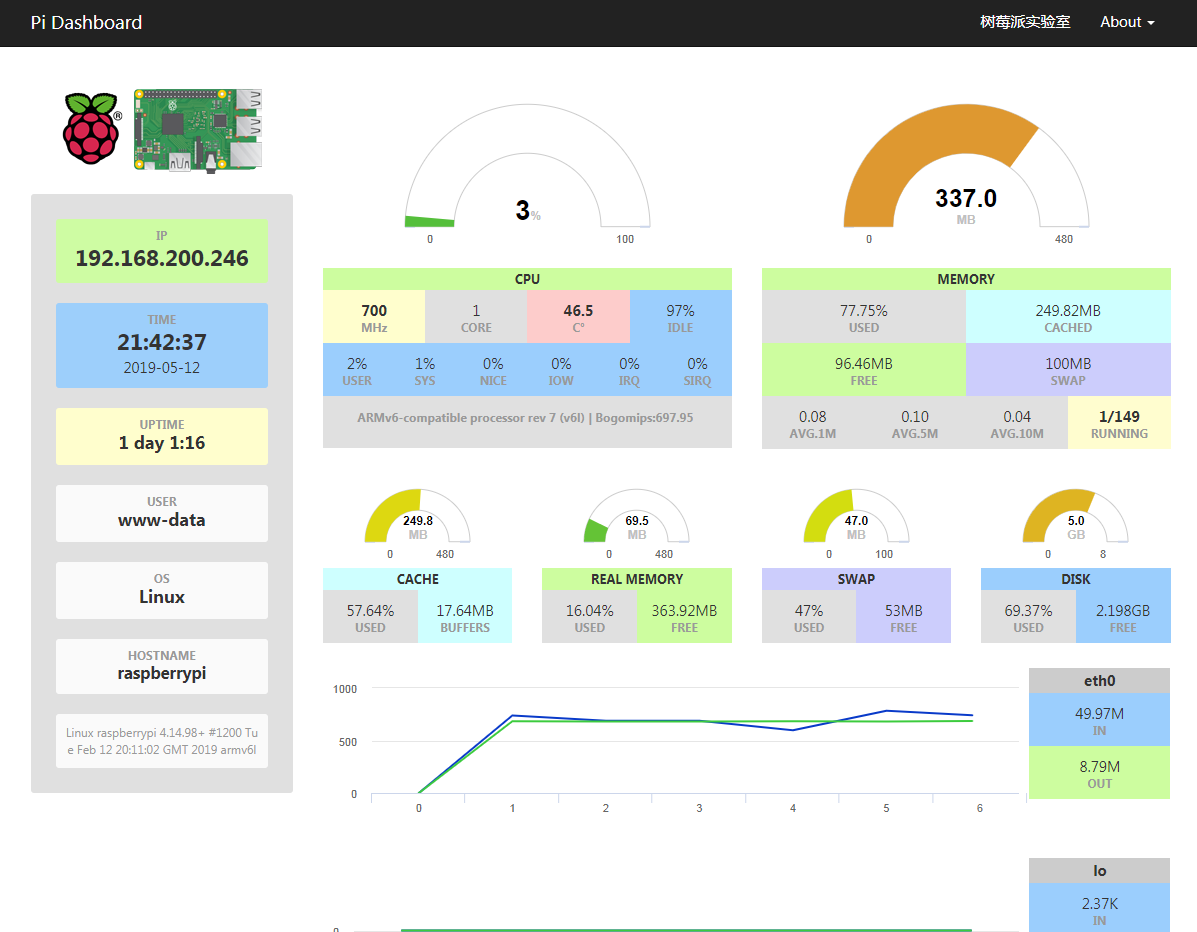 Pi Dashboard
树莓派实验室 About
®
IP
192.168.200.246
TIME
21:42:37
2019-05-12
UPTIME
1 day 1:16
USER
www-data
OS
Linux
HOSTNAME
raspberrypi
Linux raspberrypi 4.14.98+ #1200 Tu
e Feb 12 20:11:02 GMT 2019 armv6l
3%
0 100
337.0
MB
0 480
CPU
700 1 46.5 97%
MHz CORE C° IDLE
2% 1% 0% 0% 0% 0%
USER SYS NICE IOW IRQ SIRQ
ARMv6-compatible processor rev 7 (v6l) | Bogomips:697.95
MEMORY
77.75% 249.82MB
USED CACHED
96.46MB 100MB
FREE SWAP
0.08 0.10 0.04 1/149
AVG.1M AVG.5M AVG.10M RUNNING
249.8
MB
0 480
CACHE
57.64% 17.64MB
USED BUFFERS
69.5
MB
0 480
REAL MEMORY
16.04% 363.92MB
USED FREE
47.0
MB
0 100
SWAP
47% 53MB
USED FREE
5.0
GB
0 8
DISK
69.37% 2.198GB
USED FREE
1000
500
0
0 1 2 3 4 5 6
eth0
49.97M
IN
8.79M
OUT
lo
2.37K
IN
0